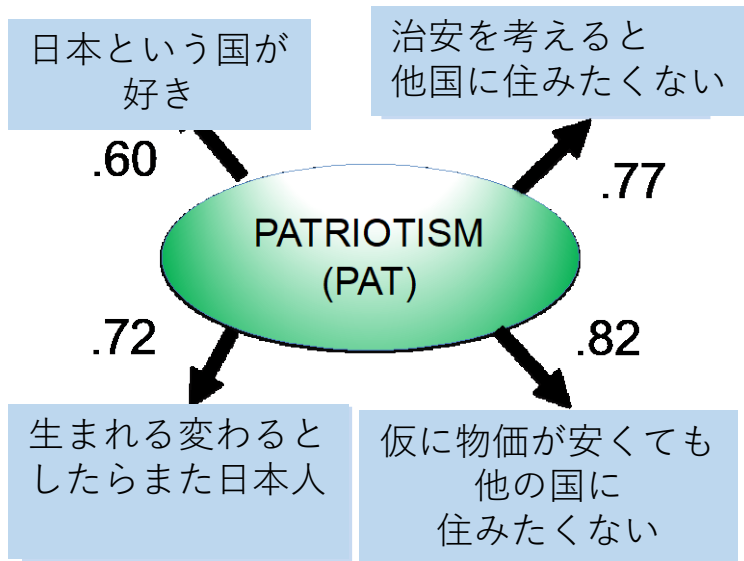 日本という国が
好き
治安を考えると
他国に住みたくない
.60
.77
PATRIOTISM
(PAT)
.72
.82
生まれる変わると
したらまた日本人
仮に物価が安くても
他の国に
住みたくない